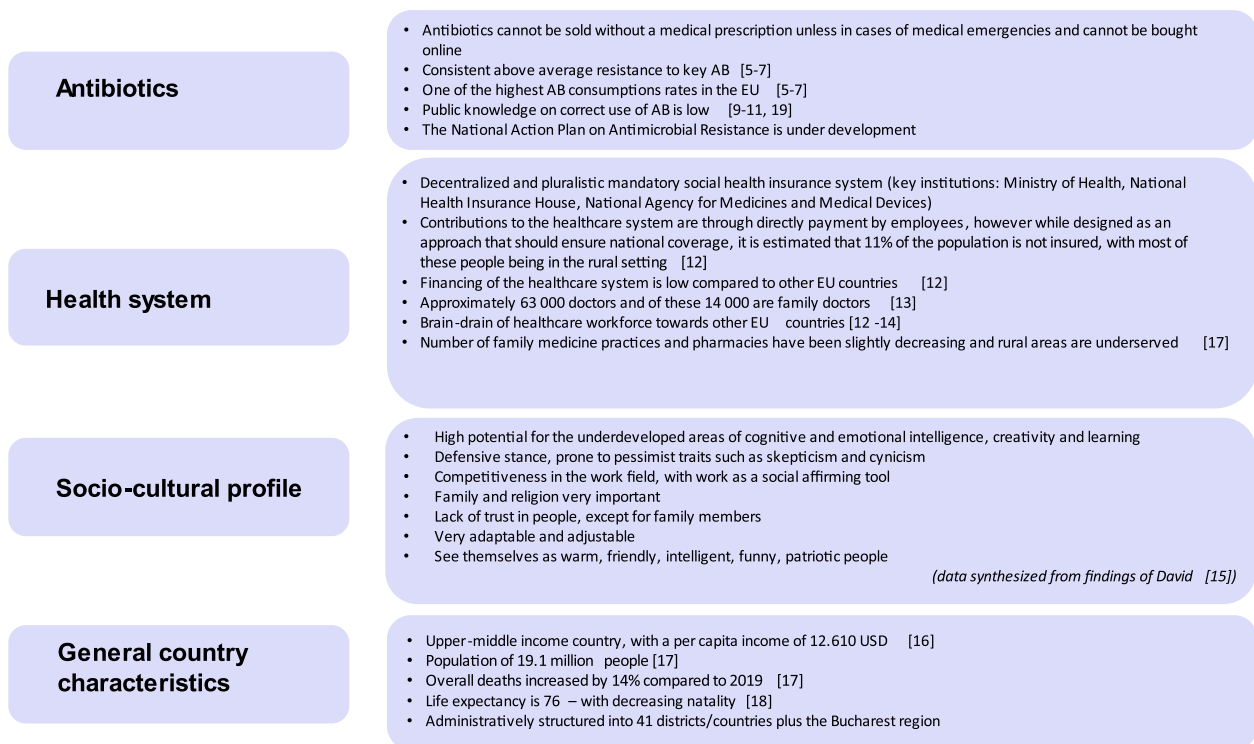 Antibiotics
• Antibiotics cannot be sold without a medical prescription unless in cases of medical emergencies and cannot be bought
online
• Consistent above average resistance to key AB [5-7]
• One of the highest AB consumptions rates in the EU [5-7]
• Public knowledge on correct use of AB is low [9-11, 19]
• The National Action Plan on Antimicrobial Resistance is under development
Health system
• Decentralized and pluralistic mandatory social health insurance system (key institutions: Ministry of Health, National
Health Insurance House, National Agency for Medicines and Medical Devices)
• Contributions to the healthcare system are through directly payment by employees, however while designed as an
approach that should ensure national coverage, it is estimated that 11% of the population is not insured, with most of
these people being in the rural setting [12]
• Financing of the healthcare system is low compared to other EU countries [12]
• Approximately 63 000 doctors and of these 14 000 are family doctors [13]
• Brain-drain of healthcare workforce towards other EU countries [12 -14]
• Number of family medicine practices and pharmacies have been slightly decreasing and rural areas are underserved [17]
Socio-cultural profile
• High potential for the underdeveloped areas of cognitive and emotional intelligence, creativity and learning
• Defensive stance, prone to pessimist traits such as skepticism and cynicism
• Competitiveness in the work field, with work as a social affirming tool
• Family and religion very important
• Lack of trust in people, except for family members
• Very adaptable and adjustable
• See themselves as warm, friendly, intelligent, funny, patriotic people
(data synthesized from findings of David [15])
General country
characteristics
• Upper-middle income country, with a per capita income of 12.610 USD [16]
• Population of 19.1 million people [17]
• Overall deaths increased by 14% compared to 2019 [17]
• Life expectancy is 76 – with decreasing natality [18]
• Administratively structured into 41 districts/countries plus the Bucharest region